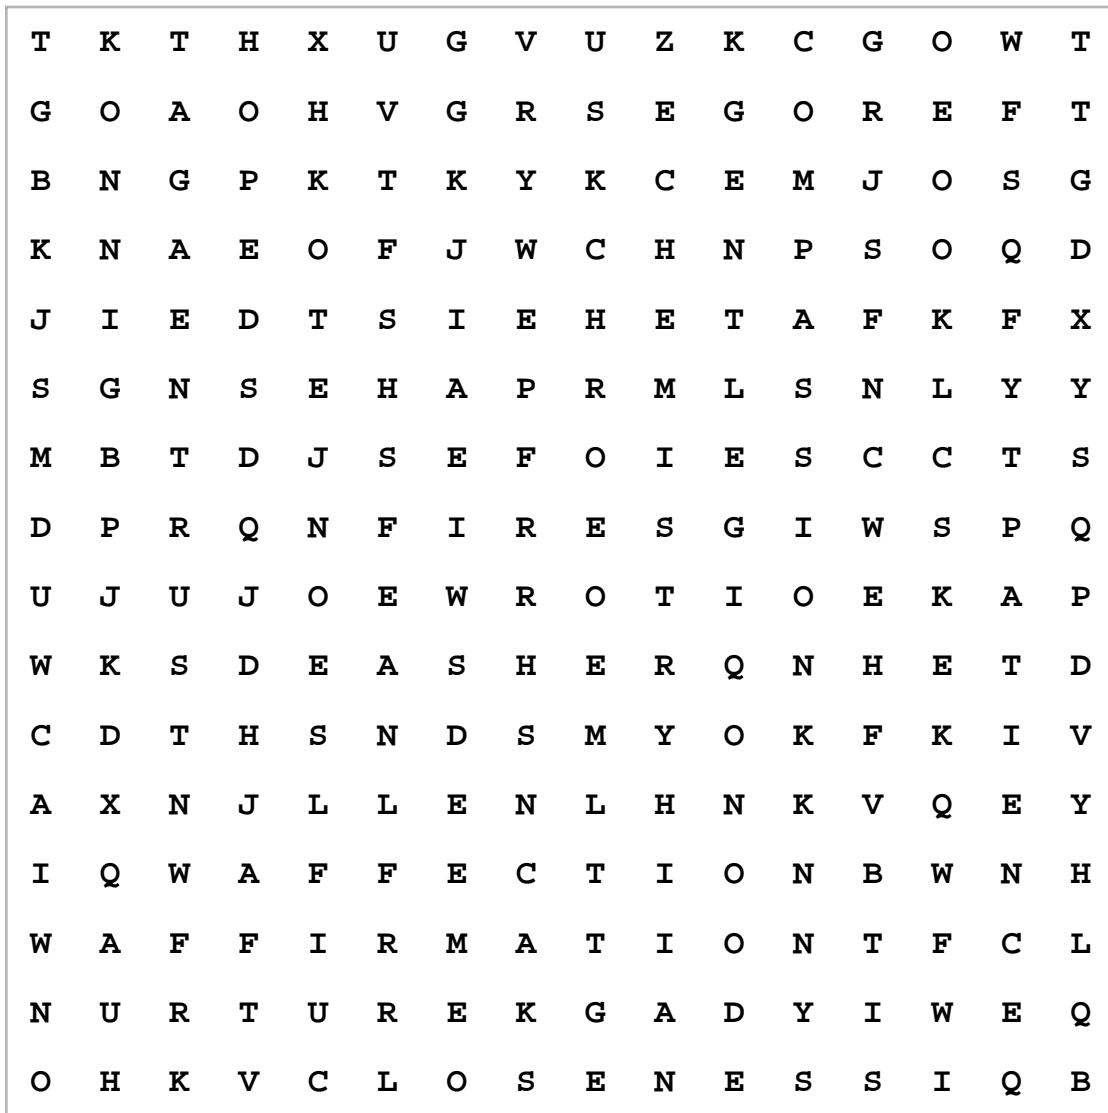 T K T H X U G V U Z K C G O W T
G O A O H V G R S E G O R E F T
B N G P K T K Y K C E M J O S G
K N A E O F J W C H N P S O Q D
J I E D T S I E H E T A F K F X
S G N S E H A P R M L S N L Y Y
M B T D J S E F O I E S C C T S
D P R Q N F I R E S G I W S P Q
U J U J O E W R O T I O E K A P
W K S D E A S H E R Q N H E T D
C D T H S N D S M Y O K F K I V
A X N J L L E N L H N K V Q E Y
I Q W A F F E C T I O N B W N H
W A F F I R M A T I O N T F C L
N U R T U R E K G A D Y I W E Q
O H K V C L O S E N E S S I Q B